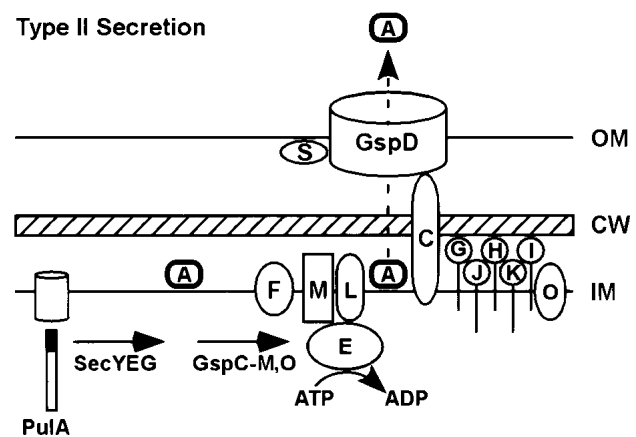 Type II Secretion
A
GspD
OM
S
CW
C
G H I
J K
A
F M L A
O
IM
E
SecYEG
GspC-M,O
ATP ADP
PulA